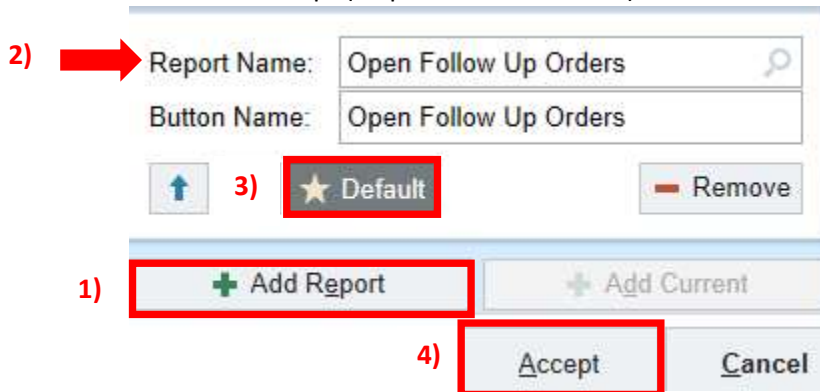 2) Report Name: Open Follow Up Orders
Button Name: Open Follow Up Orders
3) Default Remove
1) Add Report Add Current
4) Accept Cancel